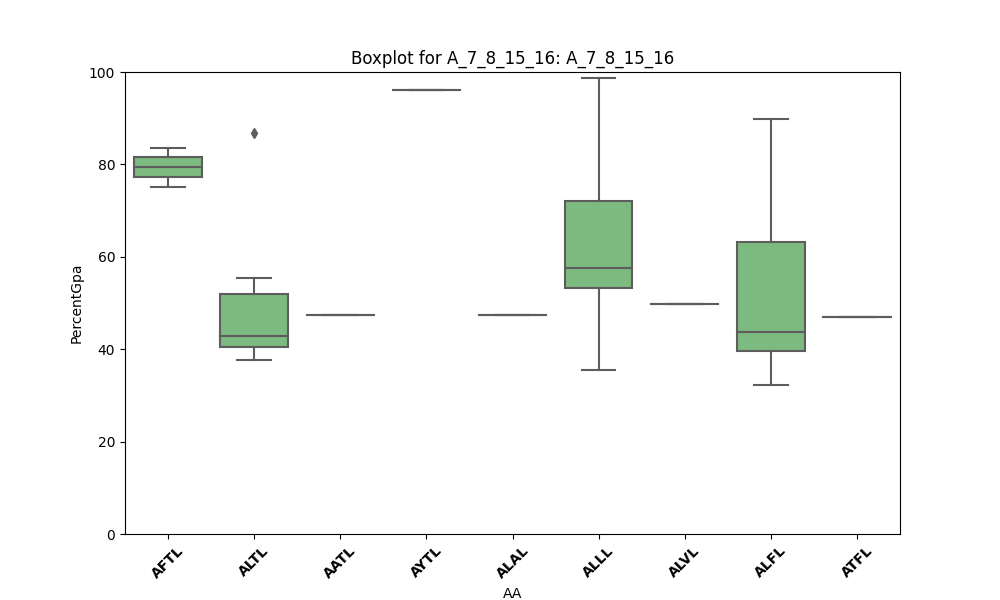 Boxplot for A_7_8_15_16: A_7_8_15_16
PercentGpa
100
80
60
40
20
0
AFTL ALTL AATL AYTL ALAL ALLL ALVL ALFL ATFL
AA